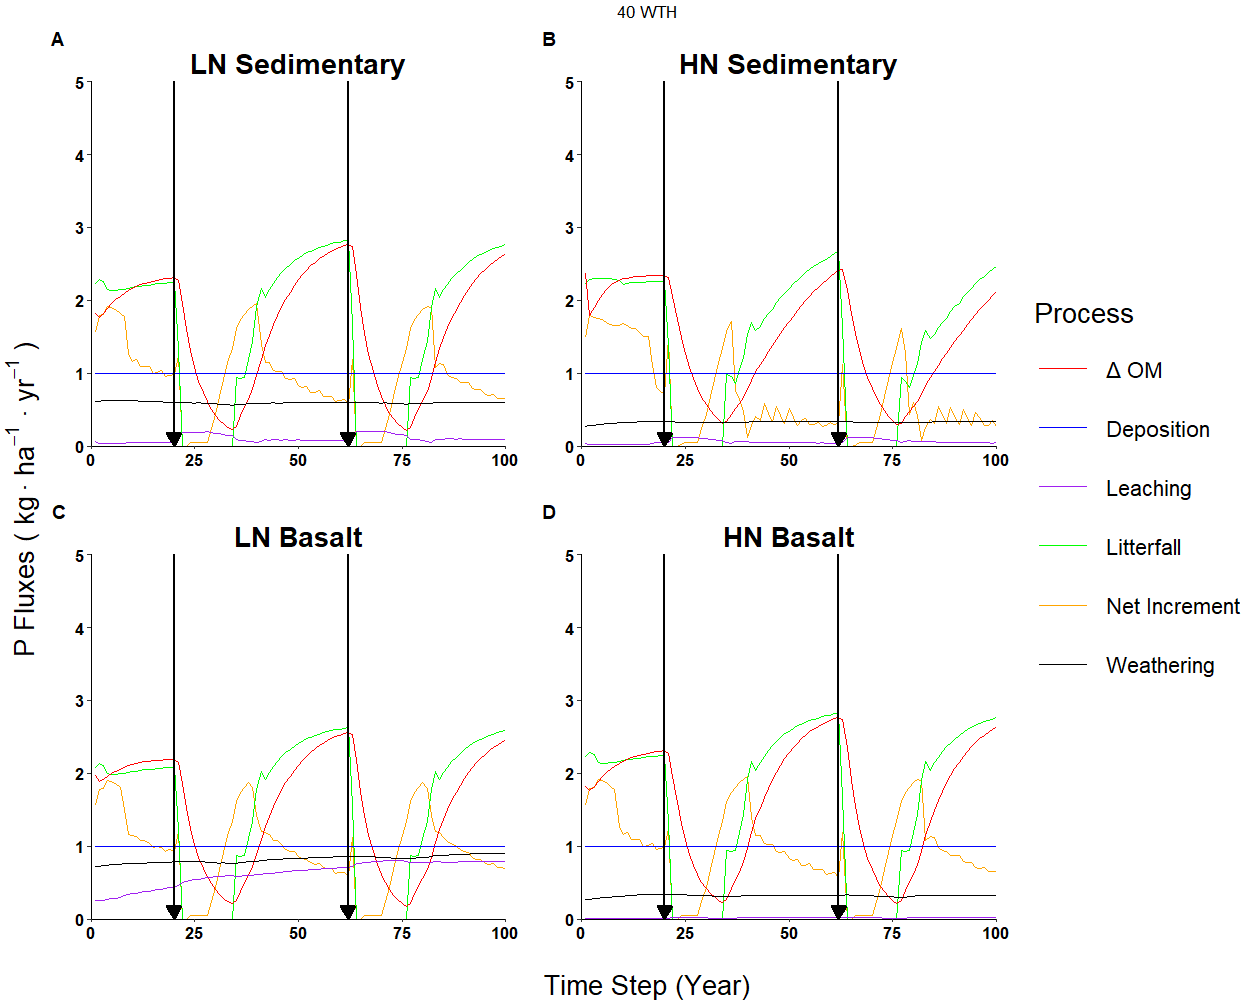 40 WTH
A
LN Sedimentary
5
4
3
2
1
0
0 25 50 75 100
B
HN Sedimentary
5
4
3
2
1
0
0 25 50 75 100
C
LN Basalt
5
4
3
2
1
0
0 25 50 75 100
D
HN Basalt
5
4
3
2
1
0
0 25 50 75 100
P Fluxes ( kg · ha⁻¹ · yr⁻¹ )
Time Step (Year)
Process
Δ OM
Deposition
Leaching
Litterfall
Net Increment
Weathering